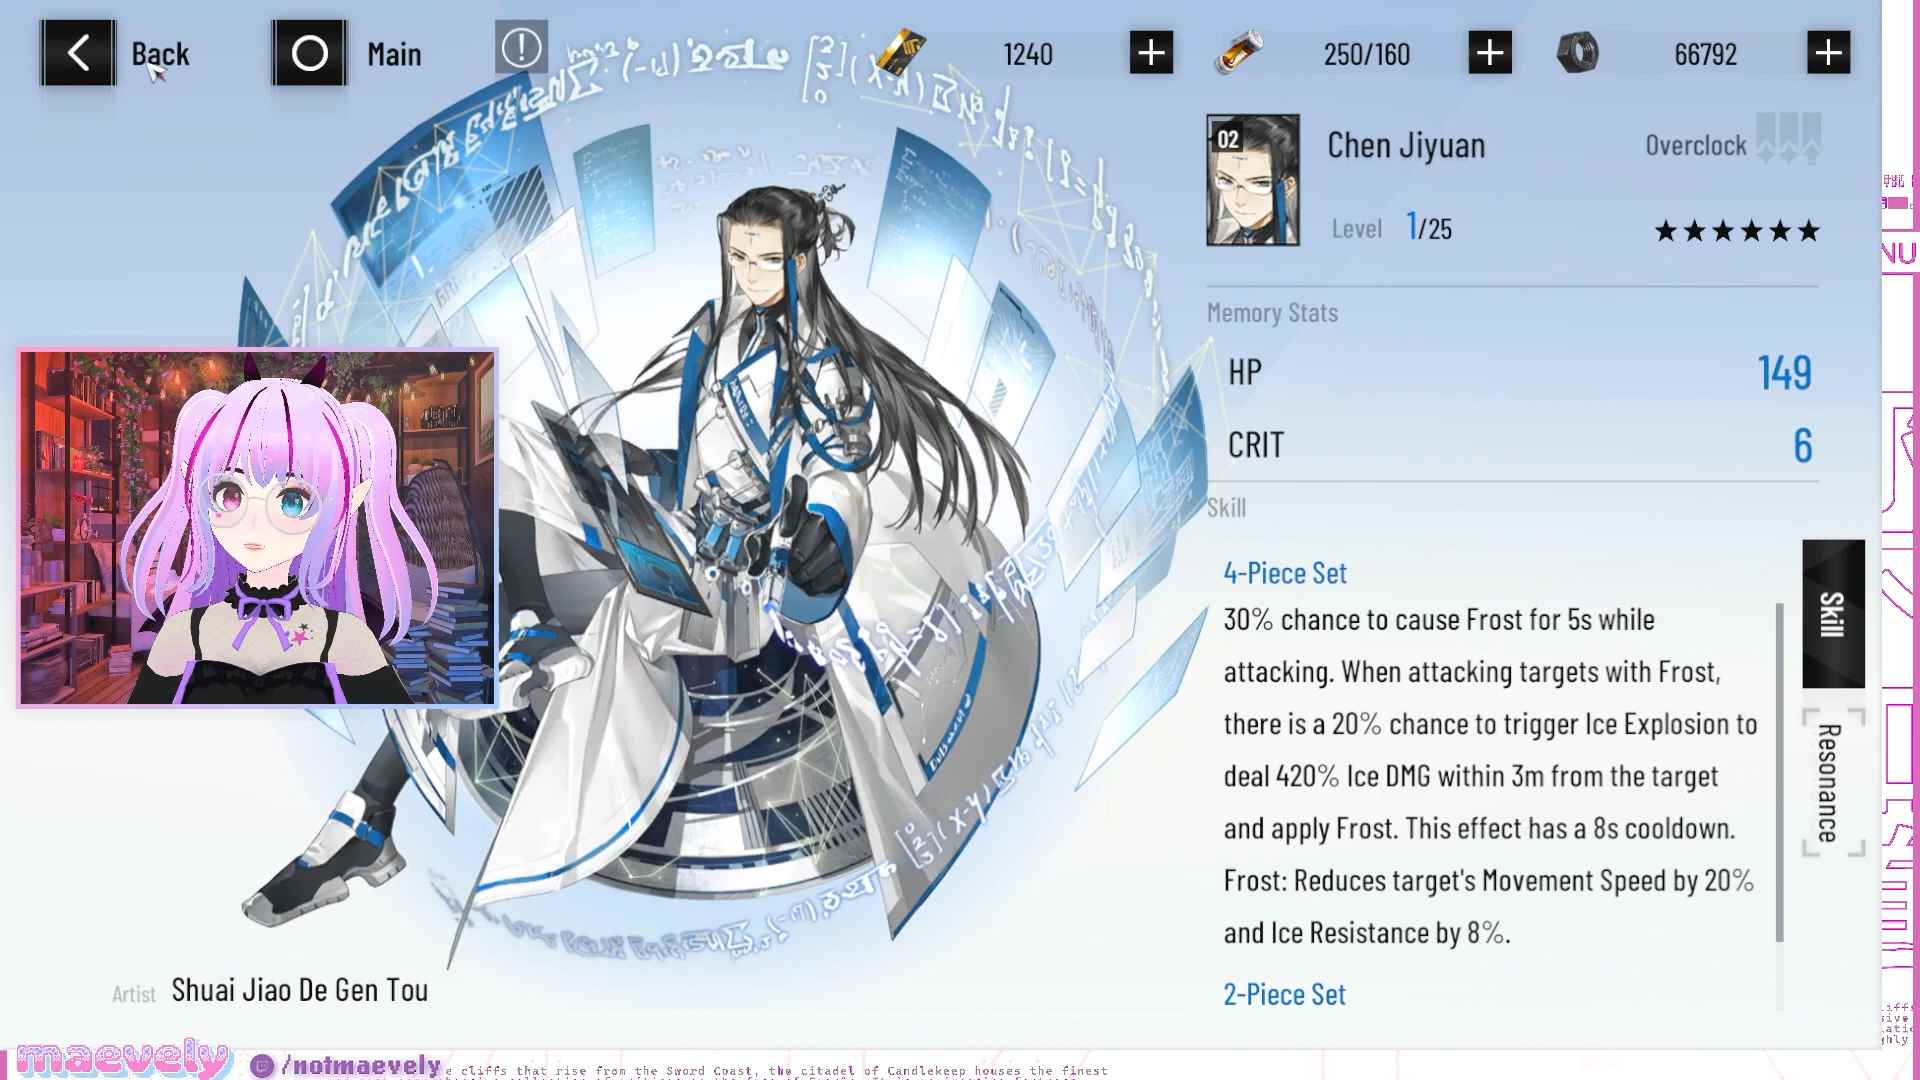 Back
Main
1240
250/160
66792
02
Chen Jiyuan
Overclock
Level 1/25
Memory Stats
HP
149
CRIT
6
Skill
4-Piece Set
30% chance to cause Frost for 5s while
attacking. When attacking targets with Frost,
there is a 20% chance to trigger Ice Explosion to
deal 420% Ice DMG within 3m from the target
and apply Frost. This effect has a 8s cooldown.
Frost: Reduces target's Movement Speed by 20%
and Ice Resistance by 8%.
2-Piece Set
Skill
Resonance
Artist Shuai Jiao De Gen Tou
maevely
/notmaevely
cliffs that rise from the Sword Coast, the citadel of Candlekeep houses the finest